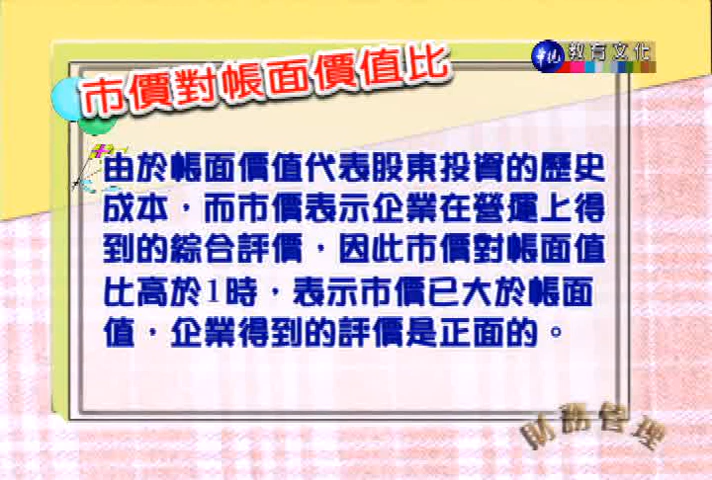 華視 教育文化
市價對帳面價值比
由於帳面價值代表股東投資的歷史
成本，而市價表示企業在營運上得
到的綜合評價，因此市價對帳面值
比高於1時，表示市價已大於帳面
值，企業得到的評價是正面的。
財務管理